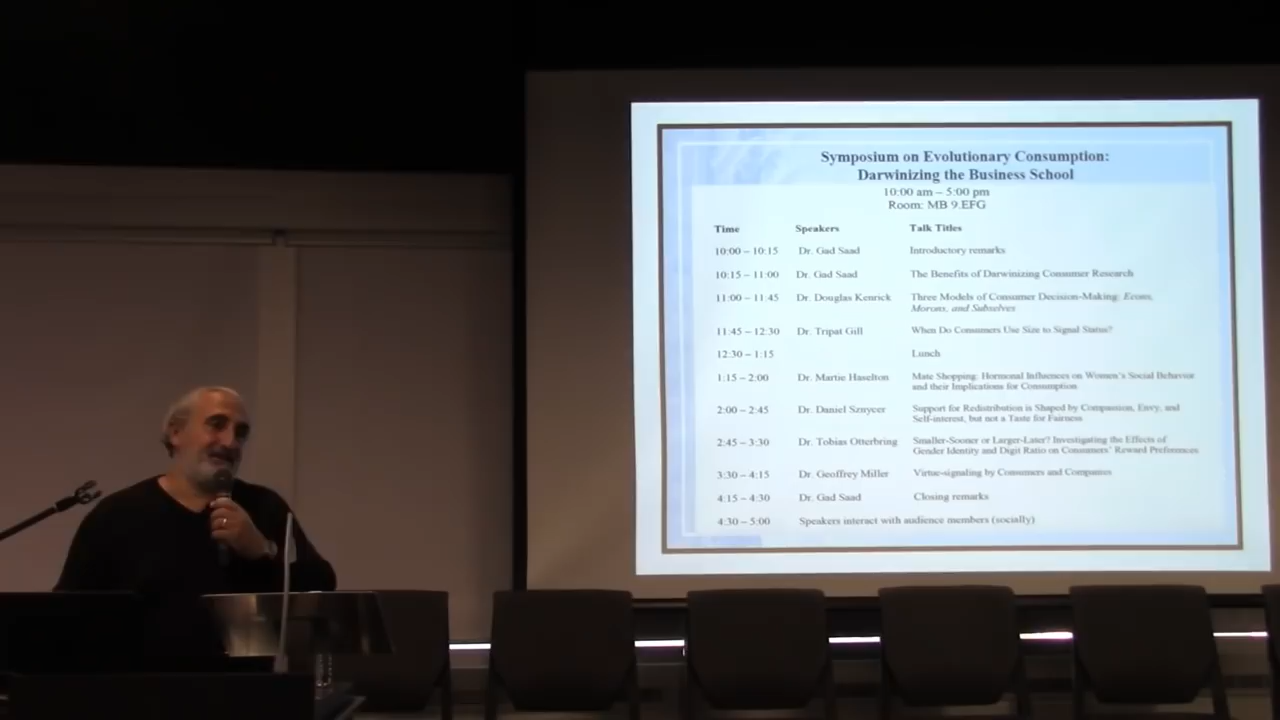 Symposium on Evolutionary Consumption:
Darwinizing the Business School
10:00 am – 5:00 pm
Room: MB 9.EFG
Time Speakers Talk Titles
10:00 – 10:15 Dr. Gad Saad Introductory remarks
10:15 – 11:00 Dr. Gad Saad The Benefits of Darwinizing Consumer Research
11:00 – 11:45 Dr. Douglas Kenrick Three Models of Consumer Decision-Making: Econs,
Morons, and Subselves
11:45 – 12:30 Dr. Tripat Gill When Do Consumers Use Size to Signal Status?
12:30 – 1:15 Lunch
1:15 – 2:00 Dr. Martie Haselton Mate Shopping: Hormonal Influences on Women's Social Behavior
and their Implications for Consumption
2:00 – 2:45 Dr. Daniel Sznycer Support for Redistribution is Shaped by Compassion, Envy, and
Self-interest, but not a Taste for Fairness
2:45 – 3:30 Dr. Tobias Otterbring Smaller-Sooner or Larger-Later? Investigating the Effects of
Gender Identity and Digit Ratio on Consumers' Reward Preferences
3:30 – 4:15 Dr. Geoffrey Miller Virtue-signaling by Consumers and Companies
4:15 – 4:30 Dr. Gad Saad Closing remarks
4:30 – 5:00 Speakers interact with audience members (socially)